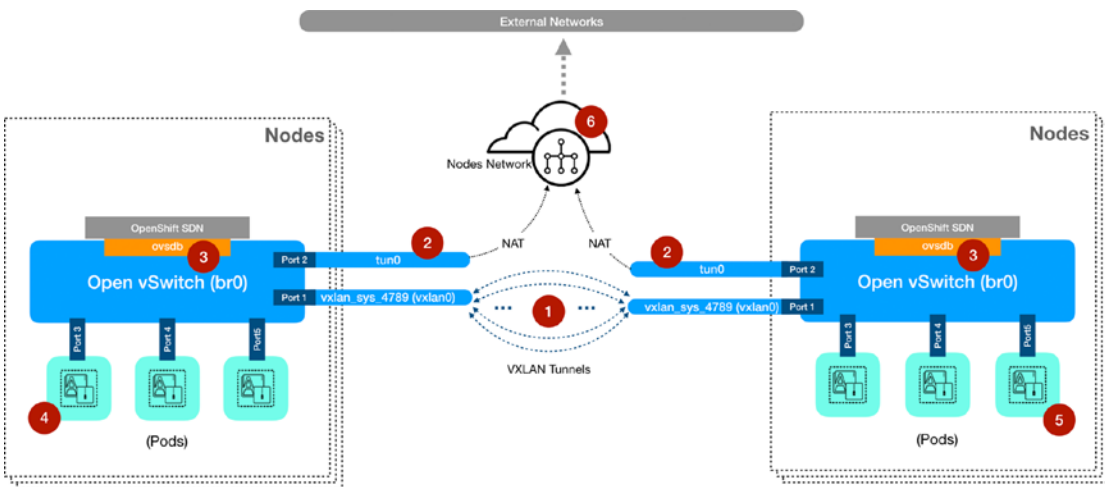 External Networks
6
Nodes Network
Nodes
OpenShift SDN
ovsdb
3
Open vSwitch (br0)
Port 2
tun0
2
Port 1
vxlan_sys_4789 (vxlan0)
Port 3
Port 4
Port5
4
(Pods)
NAT
NAT
...
1
...
VXLAN Tunnels
Nodes
OpenShift SDN
ovsdb
3
Open vSwitch (br0)
2
tun0
Port 2
vxlan_sys_4789 (vxlan0)
Port 1
Port 3
Port 4
Port5
5
(Pods)